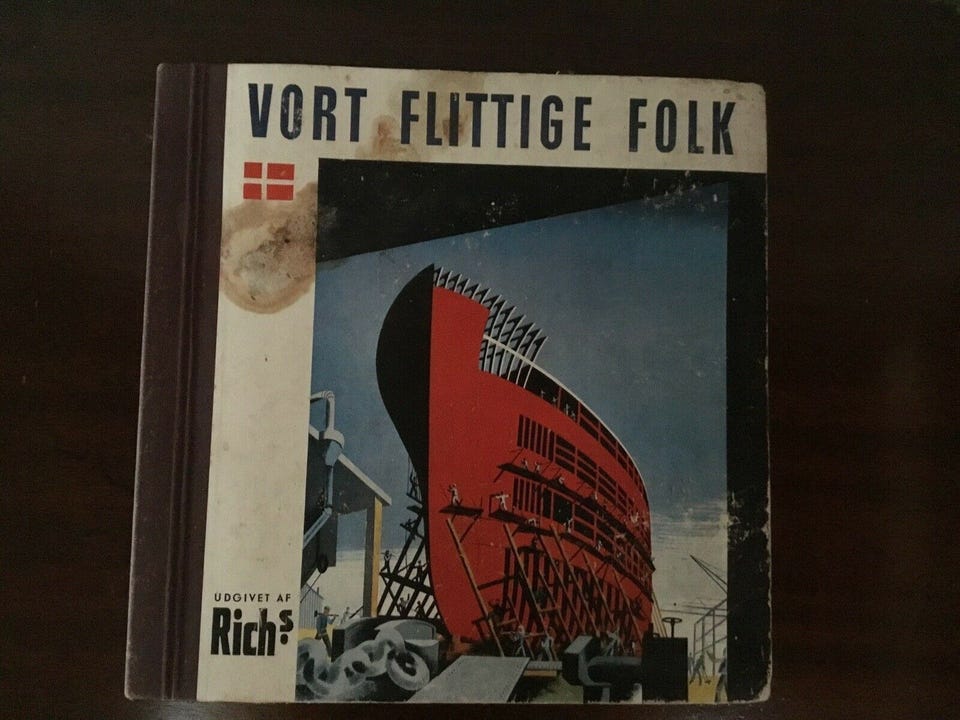 VORT FLITTIGE FOLK
UDGIVET AF
Rich's